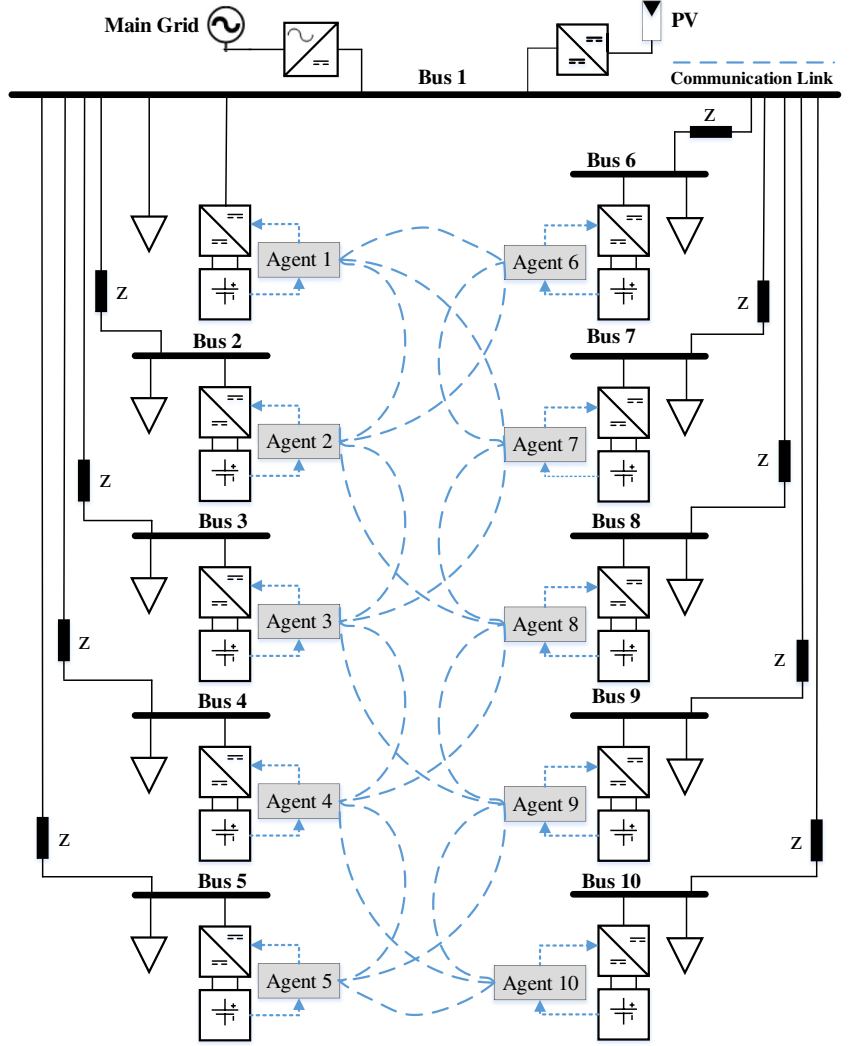 Main Grid
PV
Bus 1
Communication Link
Z
Bus 6
Agent 1
Agent 6
Z
Z
Bus 2
Bus 7
Agent 2
Agent 7
Z
Z
Bus 3
Bus 8
Agent 3
Agent 8
Z
Z
Bus 4
Bus 9
Agent 4
Agent 9
Z
Z
Bus 5
Bus 10
Agent 5
Agent 10